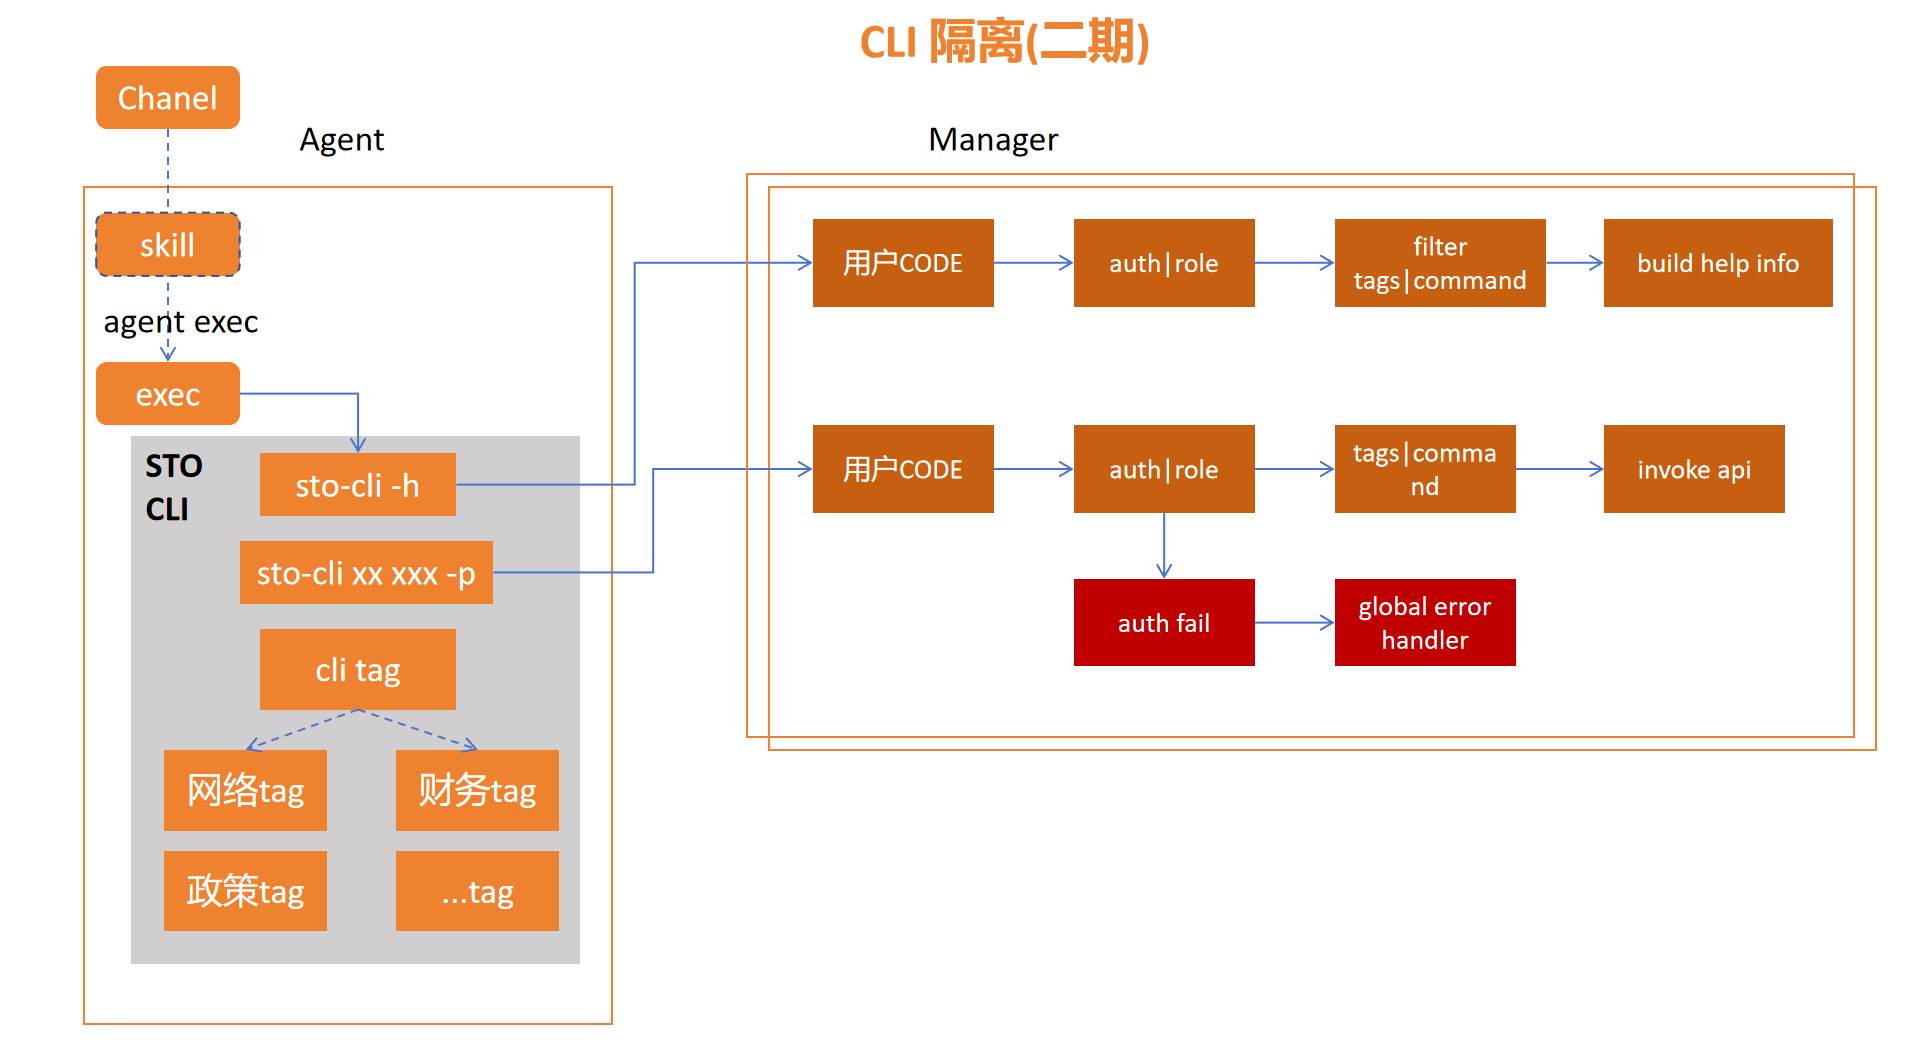 CLI 隔离(二期)
Chanel
Agent
skill
agent exec
exec
STO
CLI
sto-cli -h
sto-cli xx xxx -p
cli tag
网络tag
财务tag
政策tag
...tag
Manager
用户CODE
auth|role
filter
tags|command
build help info
用户CODE
auth|role
tags|comma
nd
invoke api
auth fail
global error
handler